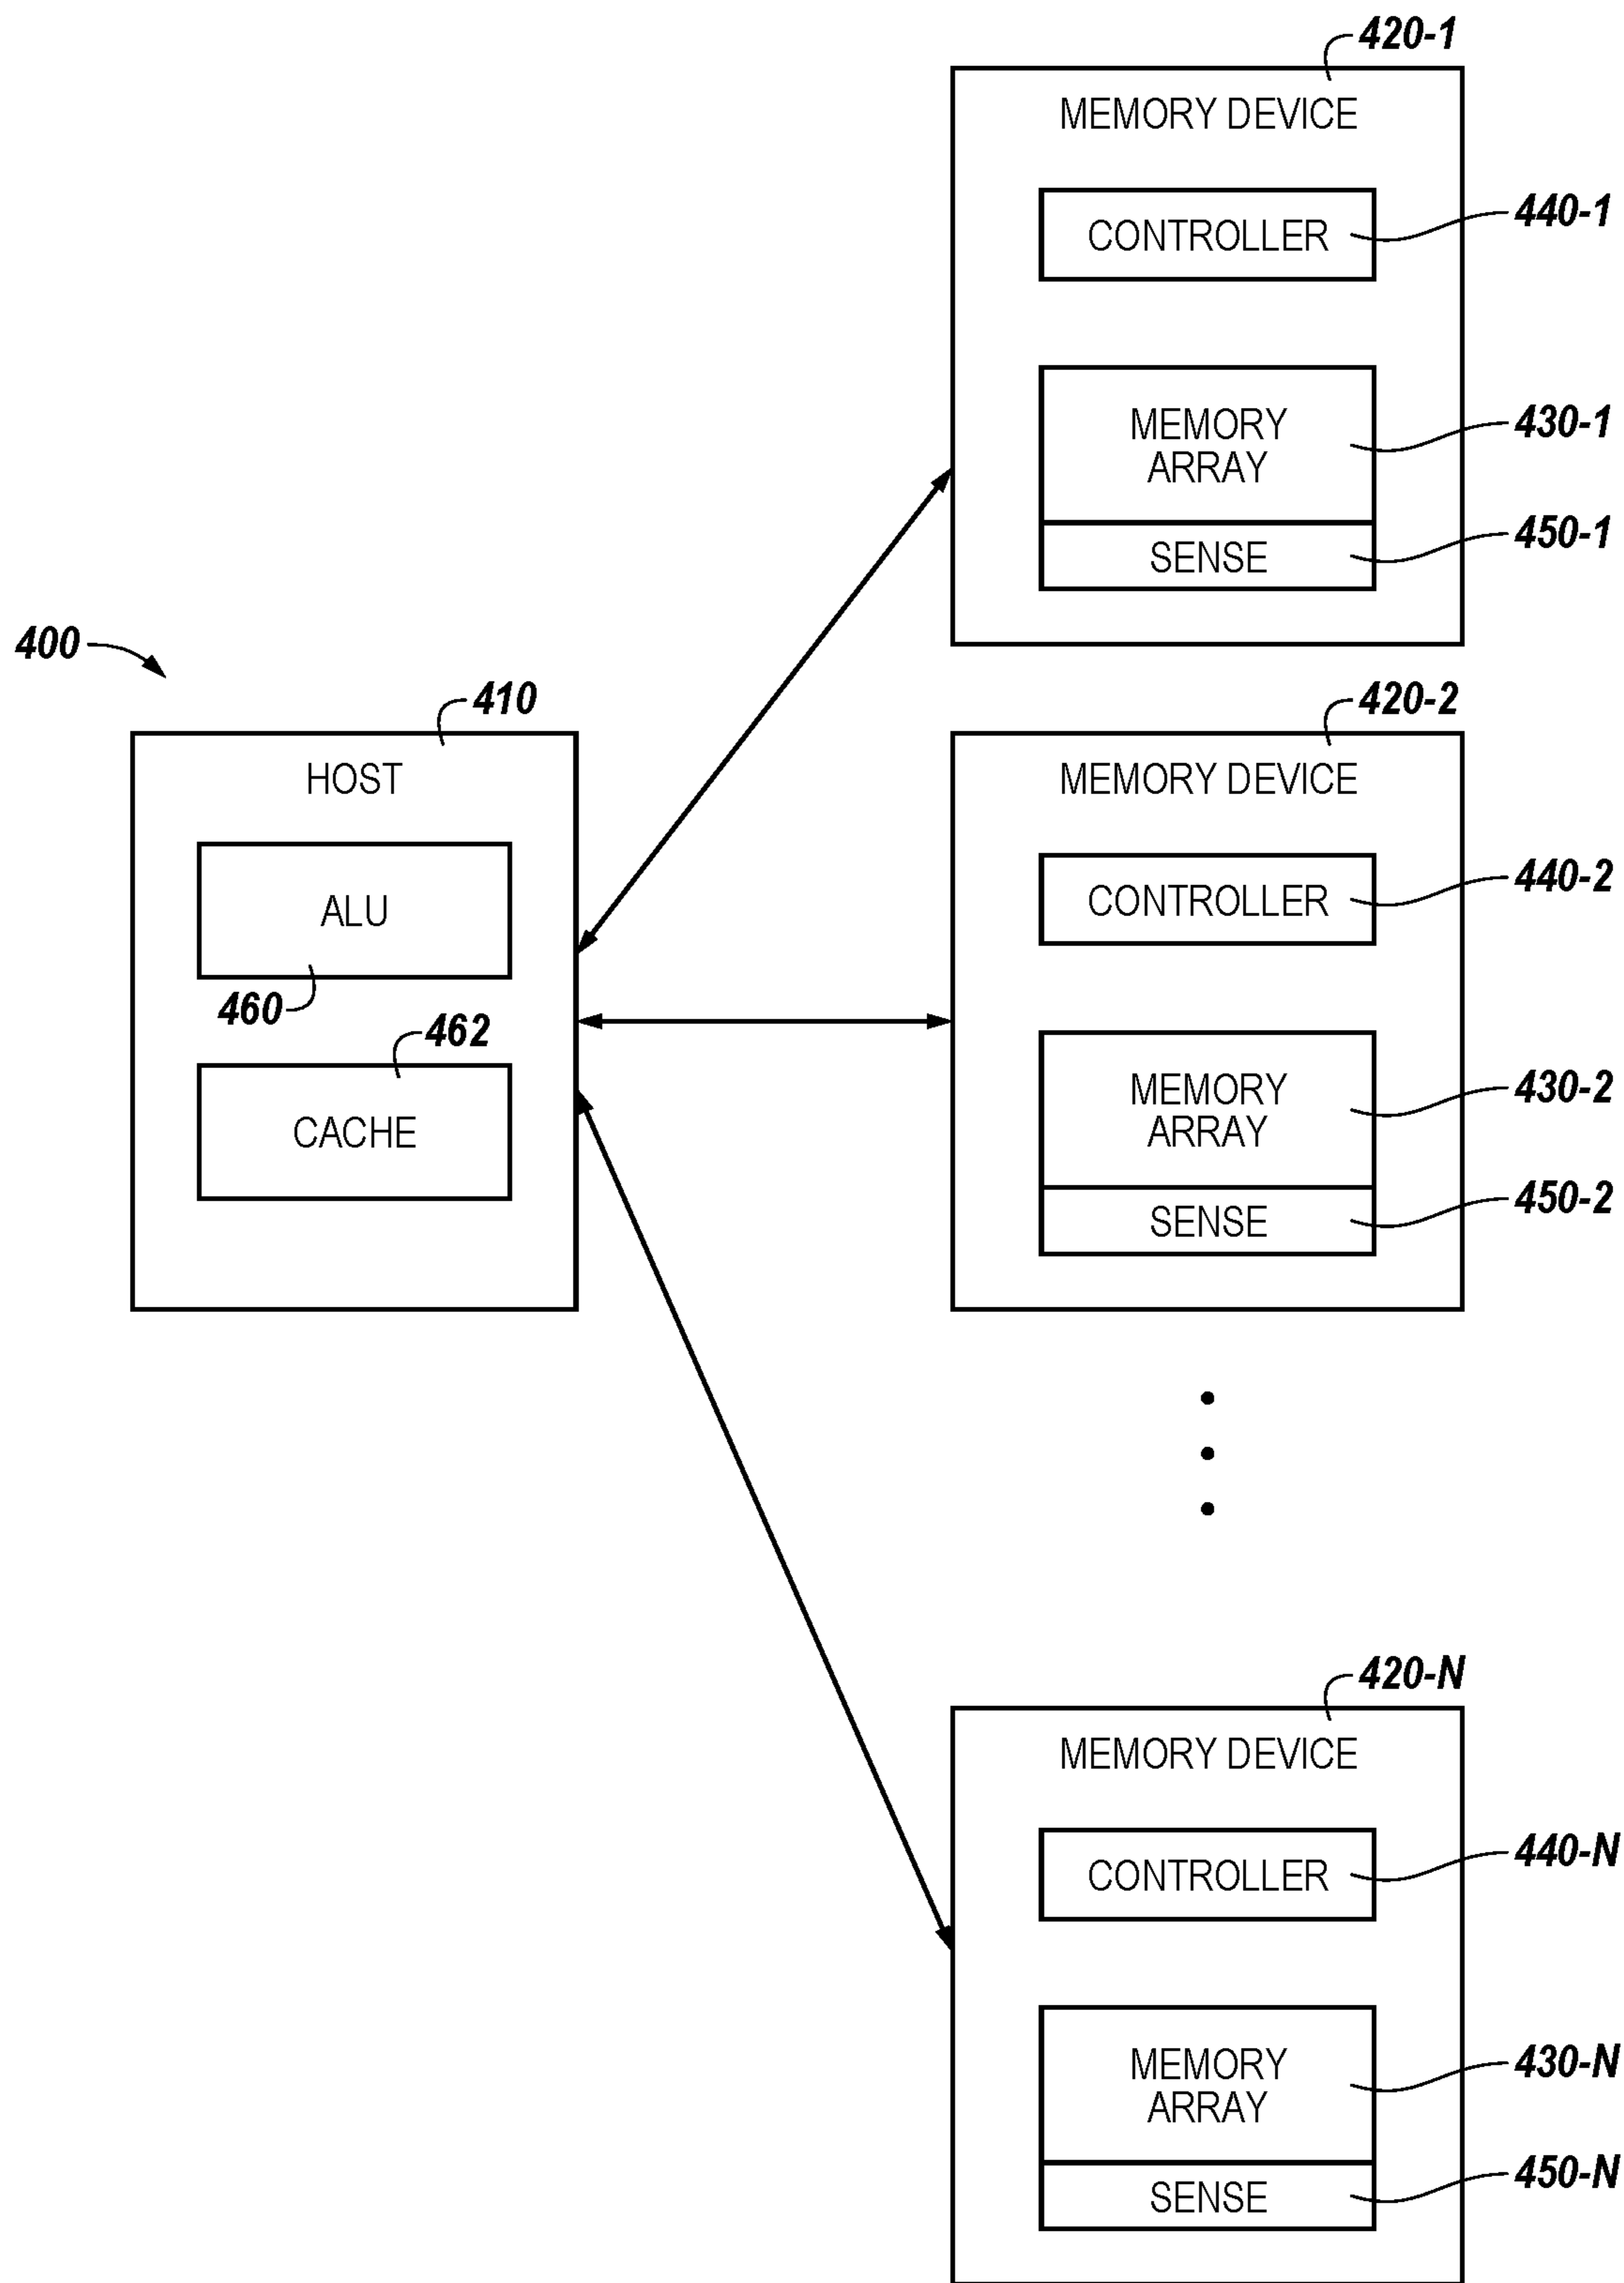 420-1
MEMORY DEVICE
440-1
CONTROLLER
430-1
MEMORY
ARRAY
450-1
SENSE
400
410
HOST
ALU
460
462
CACHE
420-2
MEMORY DEVICE
440-2
CONTROLLER
430-2
MEMORY
ARRAY
450-2
SENSE
420-N
MEMORY DEVICE
440-N
CONTROLLER
430-N
MEMORY
ARRAY
450-N
SENSE